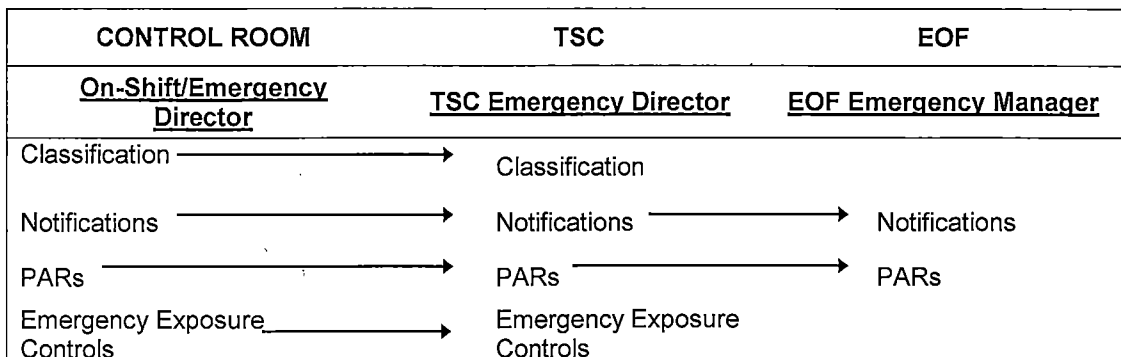 CONTROL ROOM TSC EOF
On-Shift/Emergency Director TSC Emergency Director EOF Emergency Manager
Classification Classification
Notifications Notifications Notifications
PARs PARs PARs
Emergency Exposure Controls Emergency Exposure Controls